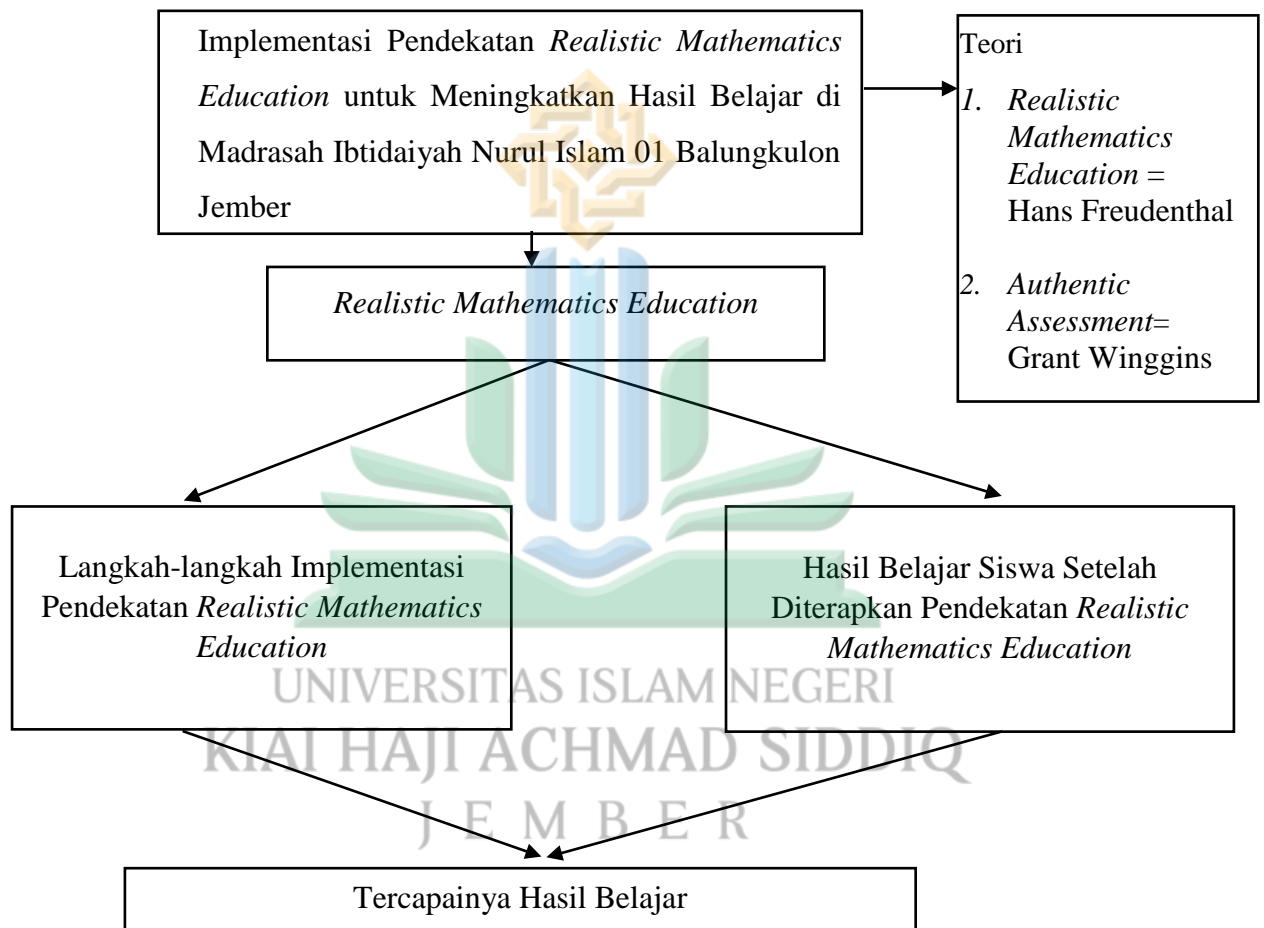 Implementasi Pendekatan Realistic Mathematics
Education untuk Meningkatkan Hasil Belajar di
Madrasah Ibtidaiyah Nurul Islam 01 Balungkulon
Jember
Teori
1. Realistic
Mathematics
Education =
Hans Freudenthal
2. Authentic
Assessment=
Grant Winggins
Realistic Mathematics Education
Langkah-langkah Implementasi
Pendekatan Realistic Mathematics
Education
Hasil Belajar Siswa Setelah
Diterapkan Pendekatan Realistic
Mathematics Education
UNIVERSITAS ISLAM NEGERI
KIAI HAJI ACHMAD SIDDIQ
JEMBER
Tercapainya Hasil Belajar